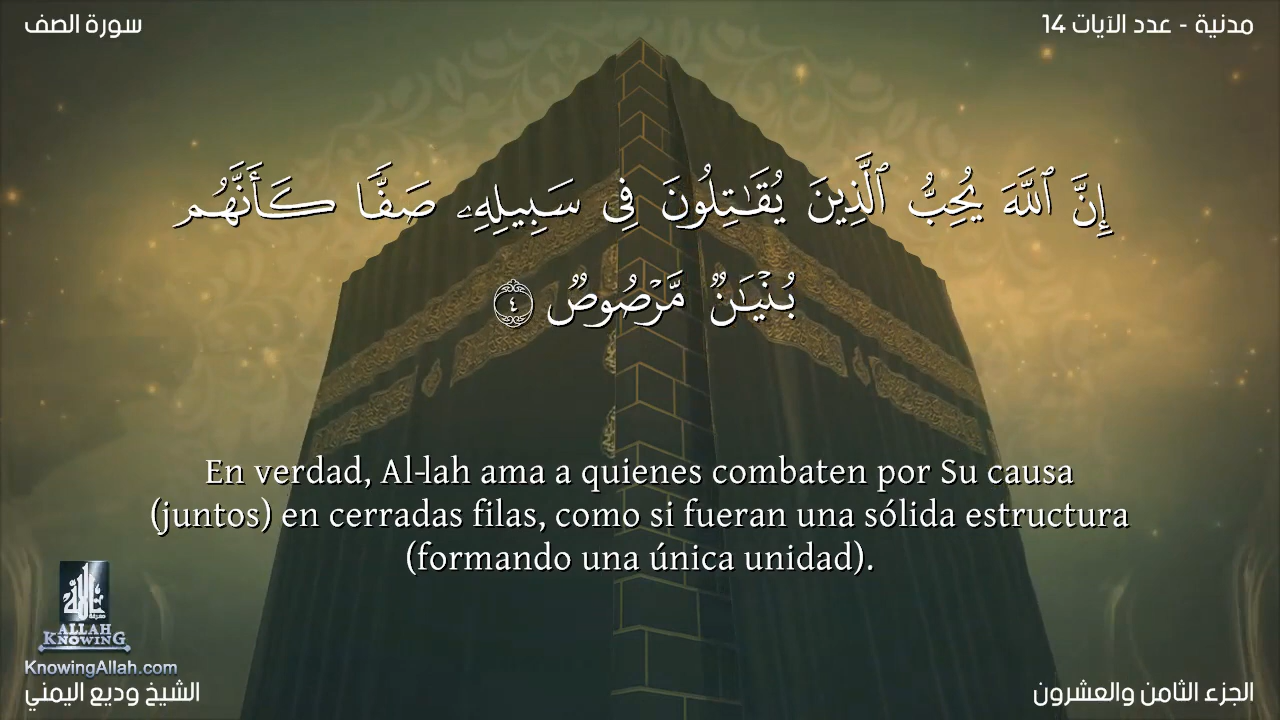 سورة الصف
مدنية - عدد الآيات 14
إِنَّ ٱللَّهَ يُحِبُّ ٱلَّذِينَ يُقَـٰتِلُونَ فِى سَبِيلِهِۦ صَفًّا كَأَنَّهُم
بُنْيَـٰنٌ مَّرْصُوصٌ ٤
En verdad, Al-lah ama a quienes combaten por Su causa
(juntos) en cerradas filas, como si fueran una sólida estructura
(formando una única unidad).
الله
معرفة
ALLAH
KNOWING
KnowingAllah.com
الشيخ وديع اليمني
الجزء الثامن والعشرون